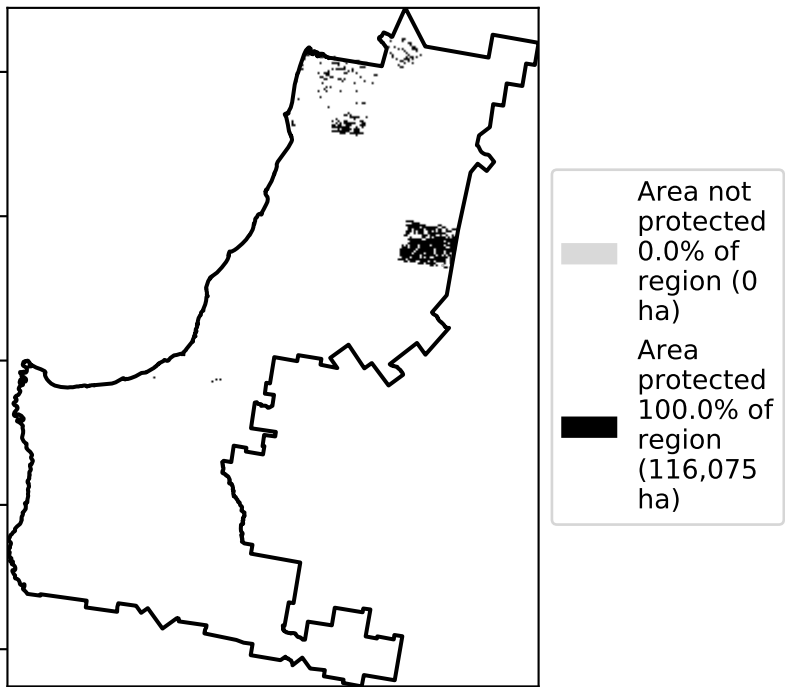 Area not
protected
0.0% of
region (0
ha)
Area
protected
100.0% of
region
(116,075
ha)